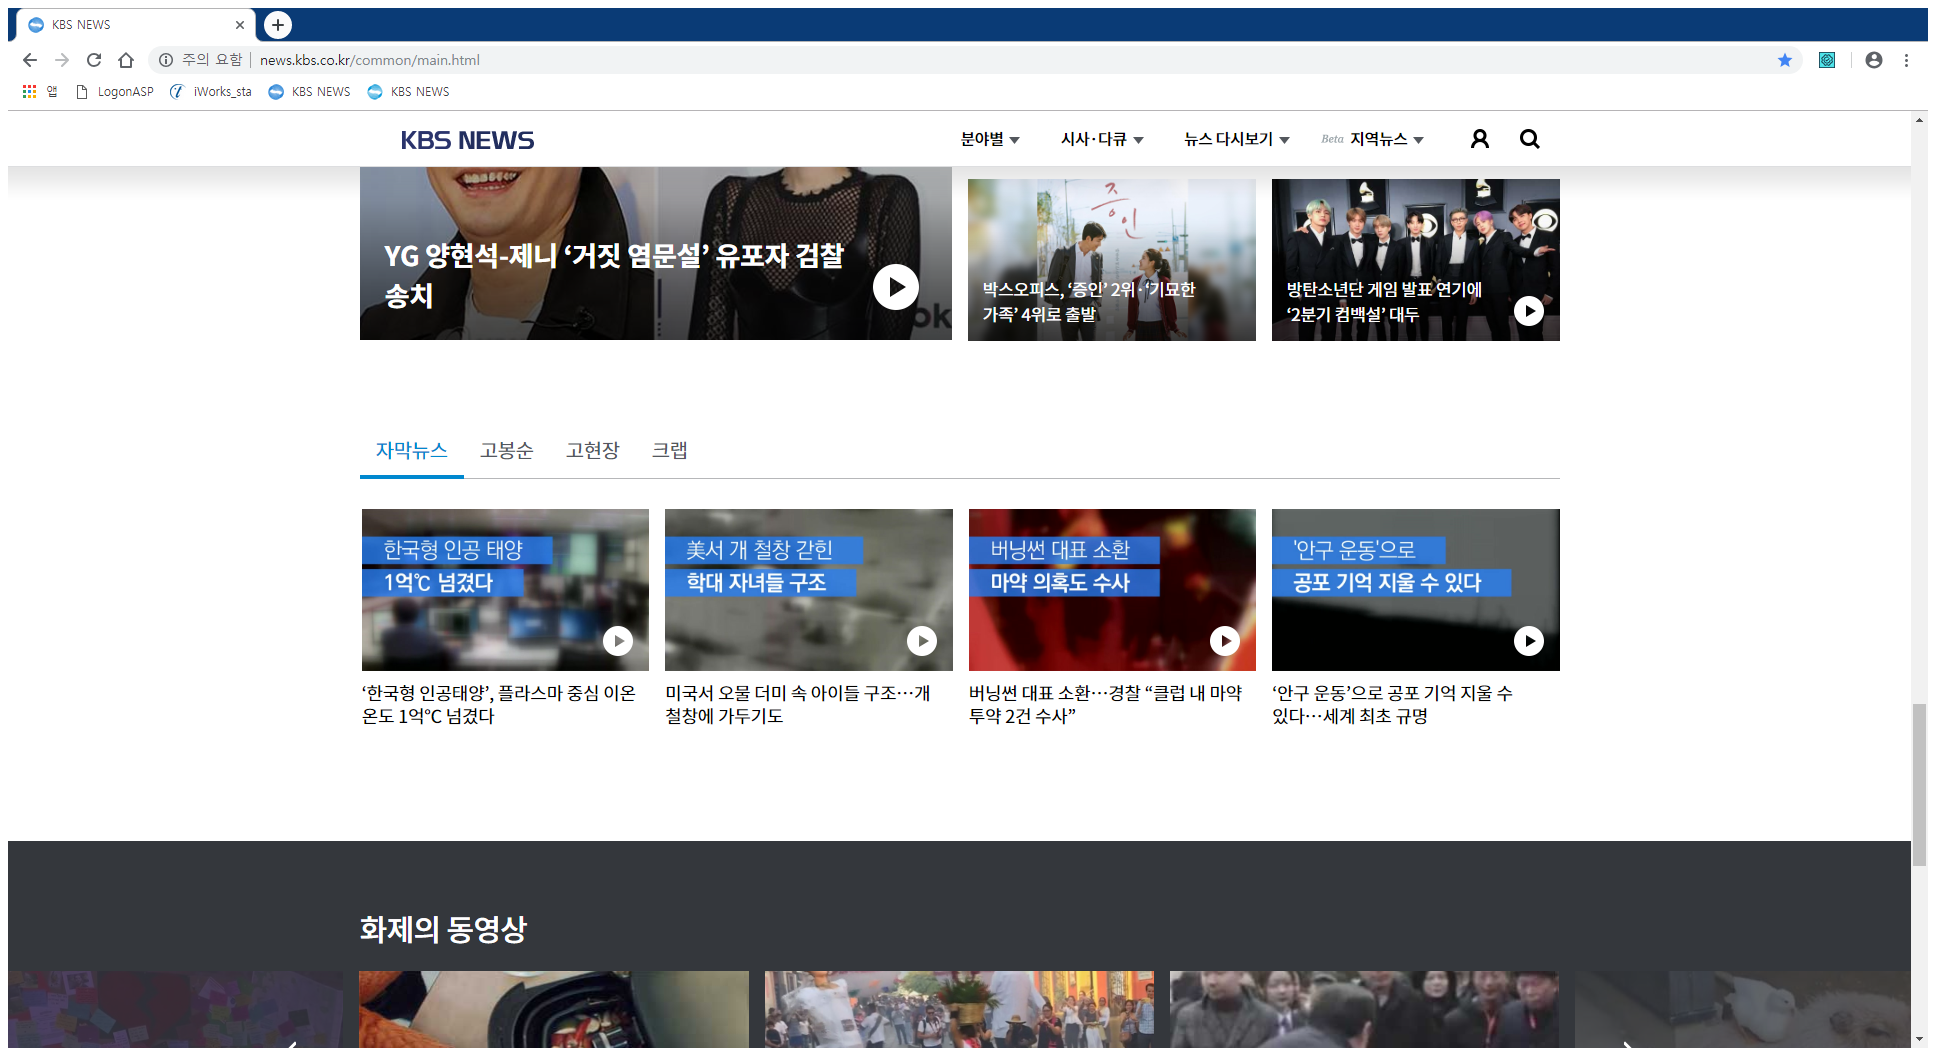 KBS NEWS
주의 요함 news.kbs.co.kr/common/main.html
앱 LogonASP iWorks_sta KBS NEWS KBS NEWS
KBS NEWS 분야별 시사·다큐 뉴스 다시보기 Beta 지역뉴스
YG 양현석-제니 ‘거짓 염문설’ 유포자 검찰
송치
ok
증인
박스오피스, ‘증인’ 2위·‘기묘한
가족’ 4위로 출발
방탄소년단 게임 발표 연기에
‘2분기 컴백설’ 대두
자막뉴스 고봉순 고현장 크랩
한국형 인공 태양
1억℃ 넘겼다
美서 개 철창 갇힌
학대 자녀들 구조
버닝썬 대표 소환
마약 의혹도 수사
'안구 운동'으로
공포 기억 지울 수 있다
‘한국형 인공태양’, 플라스마 중심 이온
온도 1억℃ 넘겼다
미국서 오물 더미 속 아이들 구조…개
철창에 가두기도
버닝썬 대표 소환…경찰 “클럽 내 마약
투약 2건 수사”
‘안구 운동’으로 공포 기억 지울 수
있다…세계 최초 규명
화제의 동영상